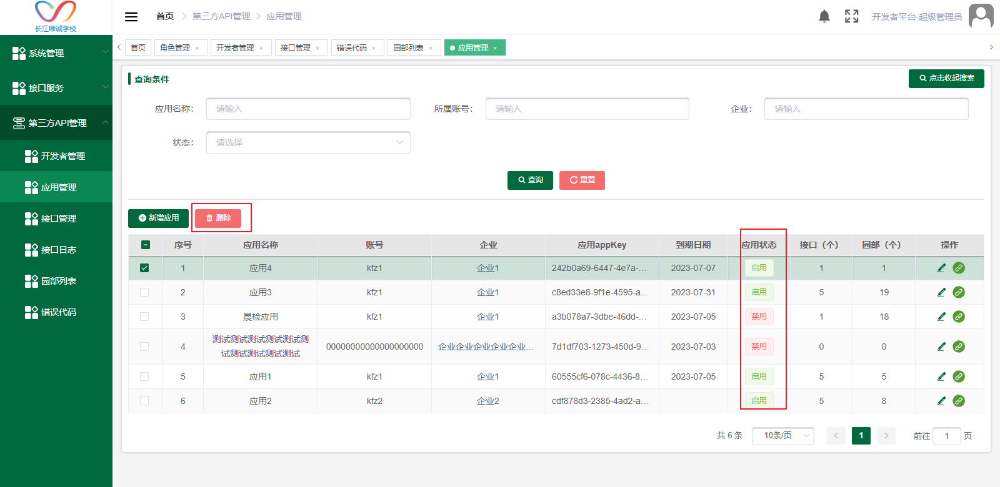 长江唯诚学校
首页 第三方API管理 应用管理
开发者平台-超级管理员
首页 角色管理 × 开发者管理 × 接口管理 × 错误代码 × 园部列表 × 应用管理 ×
系统管理
接口服务
第三方API管理
开发者管理
应用管理
接口管理
接口日志
园部列表
错误代码
查询条件
点击收起搜索
应用名称： 请输入 所属账号： 请输入 企业： 请输入
状态： 请选择
查询 重置
新增应用 删除
序号 应用名称 账号 企业 应用appKey 到期日期 应用状态 接口（个） 园部（个） 操作
1 应用4 kfz1 企业1 242b0a69-6447-4e7a-... 2023-07-07 启用 1 1
2 应用3 kfz1 企业1 c8ed33e8-9f1e-4595-a... 2023-07-31 启用 5 19
3 晨检应用 kfz1 企业1 a3b078a7-3dbe-46dd-... 2023-07-05 禁用 1 18
4 测试测试测试测试测试测 00000000000000000000 企业企业企业企业企业... 7d1df703-1273-450d-9... 2023-07-03 禁用 0 0
试测试测试测试测试
5 应用1 kfz1 企业1 60555cf6-078c-4436-8... 2023-07-05 启用 5 5
6 应用2 kfz2 企业2 cdf878d3-2385-4ad2-a... 启用 5 8
共 6 条 10条/页 1 前往 1 页